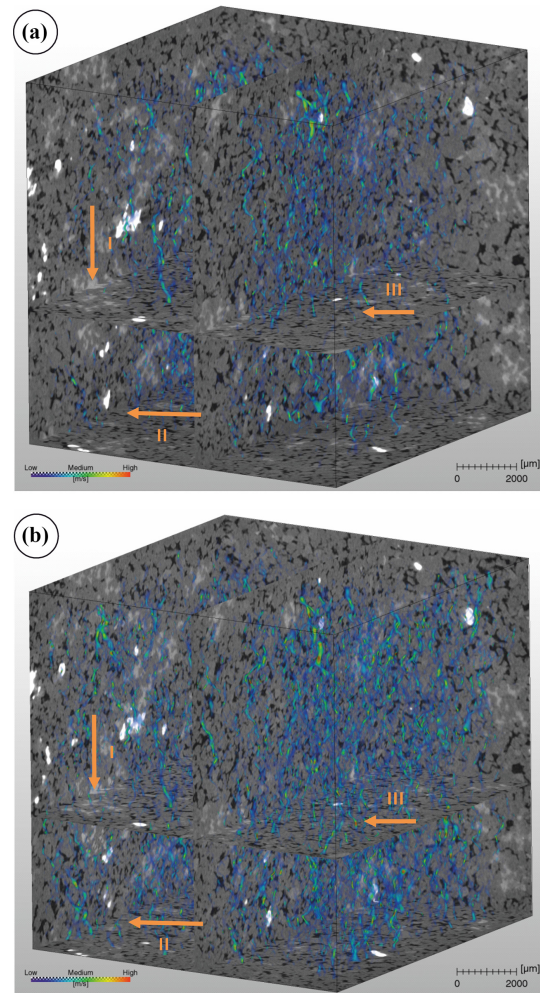 (a)
I
III
II
Low Medium High
[m/s]
[µm]
0 2000
(b)
I
III
II
Low Medium High
[m/s]
[µm]
0 2000